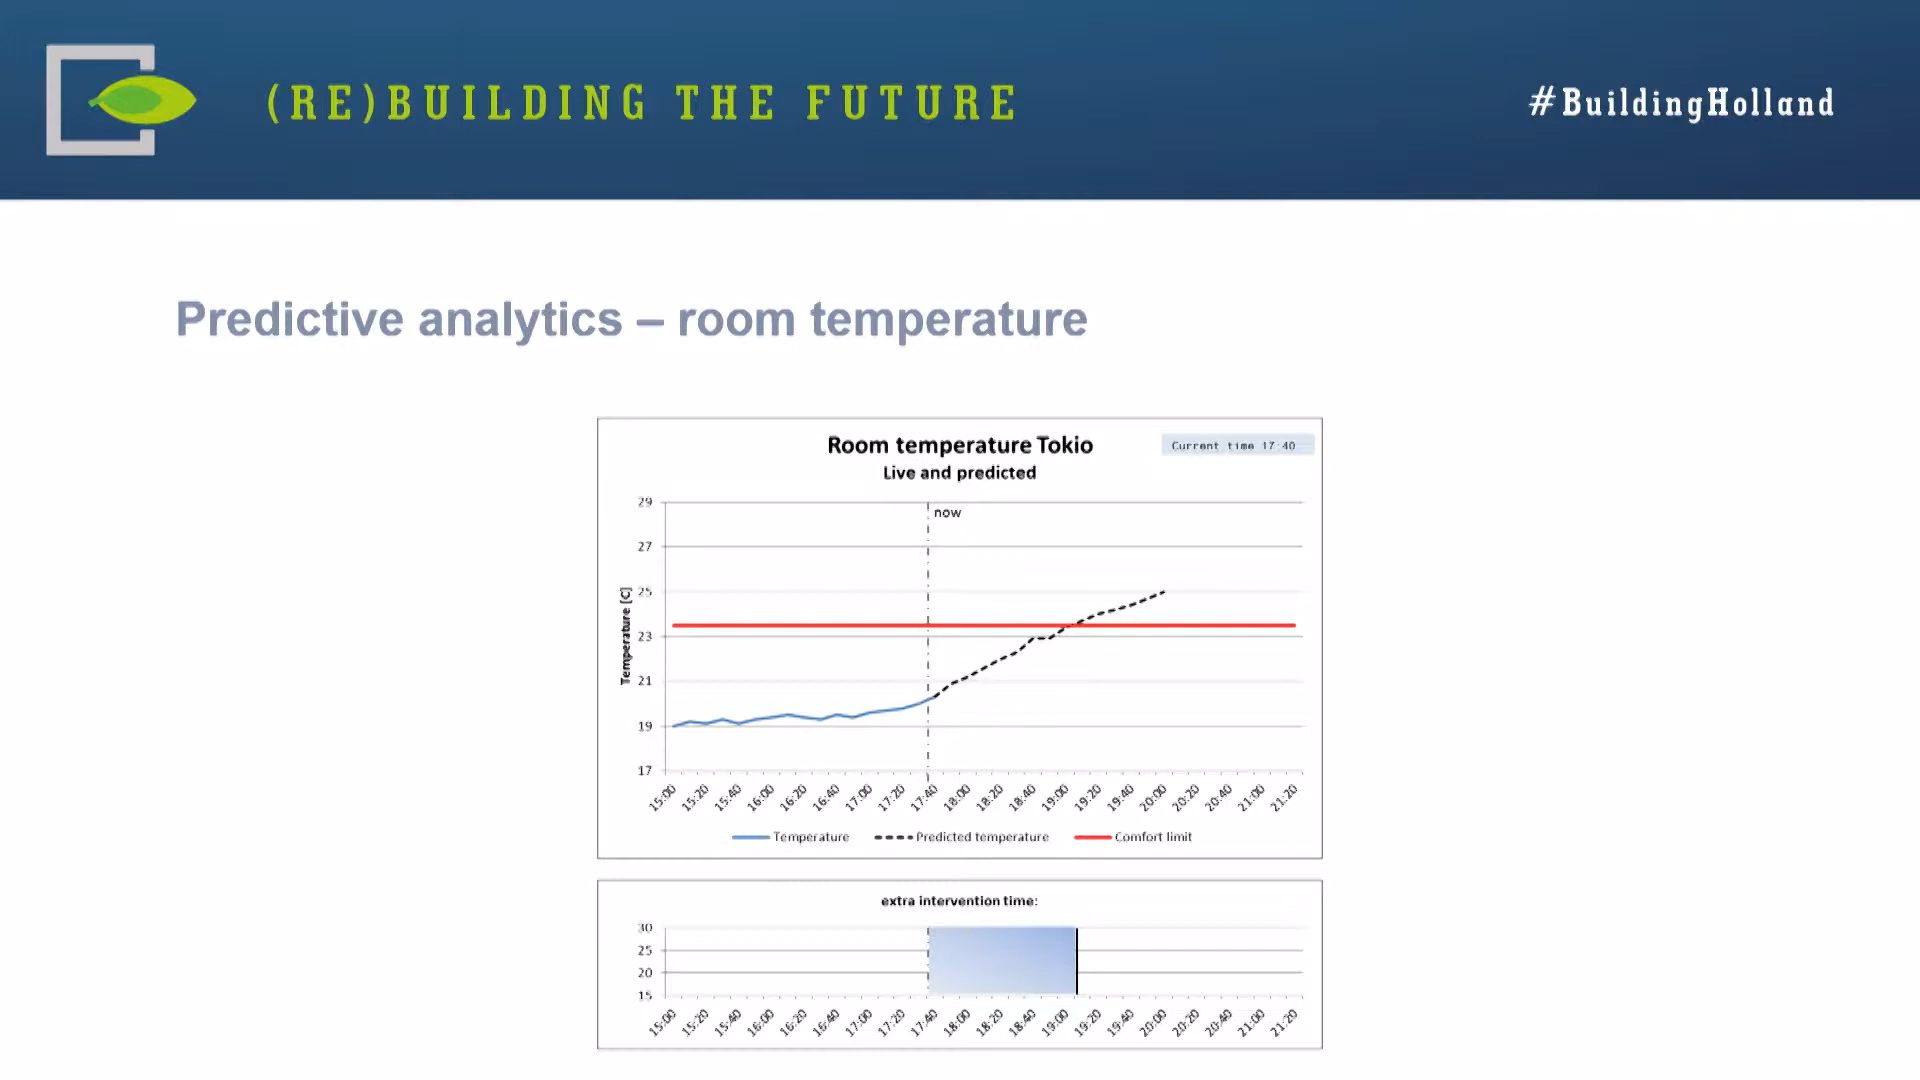 (RE)BUILDING THE FUTURE
#BuildingHolland
Predictive analytics – room temperature
Room temperature Tokio
Current time 17:40
Live and predicted
now
Temperature [C]
29
27
25
23
21
19
17
15:00 15:20 15:40 16:00 16:20 16:40 17:00 17:20 17:40 18:00 18:20 18:40 19:00 19:20 19:40 20:00 20:20 20:40 21:00 21:20
Temperature Predicted temperature Comfort limit
extra intervention time:
30
25
20
15
15:00 15:20 15:40 16:00 16:20 16:40 17:00 17:20 17:40 18:00 18:20 18:40 19:00 19:20 19:40 20:00 20:20 20:40 21:00 21:20